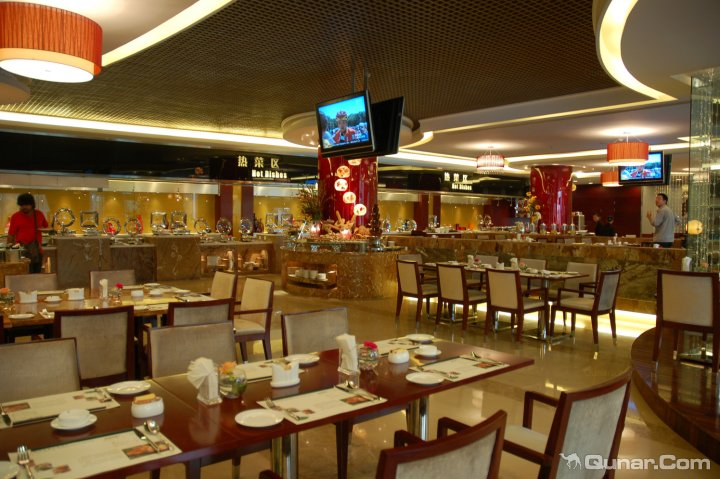 热菜区
Hot Dishes
热菜区
Hot Dishes
Qunar.Com